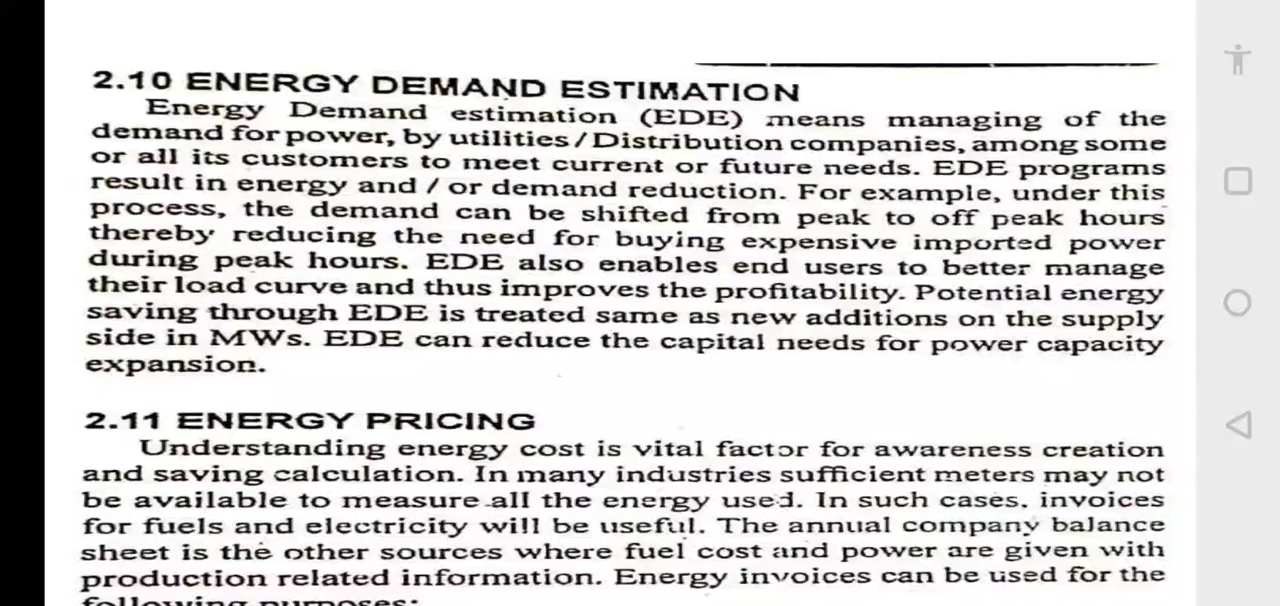 2.10 ENERGY DEMAND ESTIMATION
Energy Demand estimation (EDE) means managing of the
demand for power, by utilities / Distribution companies, among some
or all its customers to meet current or future needs. EDE programs
result in energy and / or demand reduction. For example, under this
process, the demand can be shifted from peak to off peak hours
thereby reducing the need for buying expensive imported power
during peak hours. EDE also enables end users to better manage
their load curve and thus improves the profitability. Potential energy
saving through EDE is treated same as new additions on the supply
side in MWs. EDE can reduce the capital needs for power capacity
expansion.
2.11 ENERGY PRICING
Understanding energy cost is vital factor for awareness creation
and saving calculation. In many industries sufficient meters may not
be available to measure all the energy used. In such cases, invoices
for fuels and electricity will be useful. The annual company balance
sheet is the other sources where fuel cost and power are given with
production related information. Energy invoices can be used for the
following purposes: